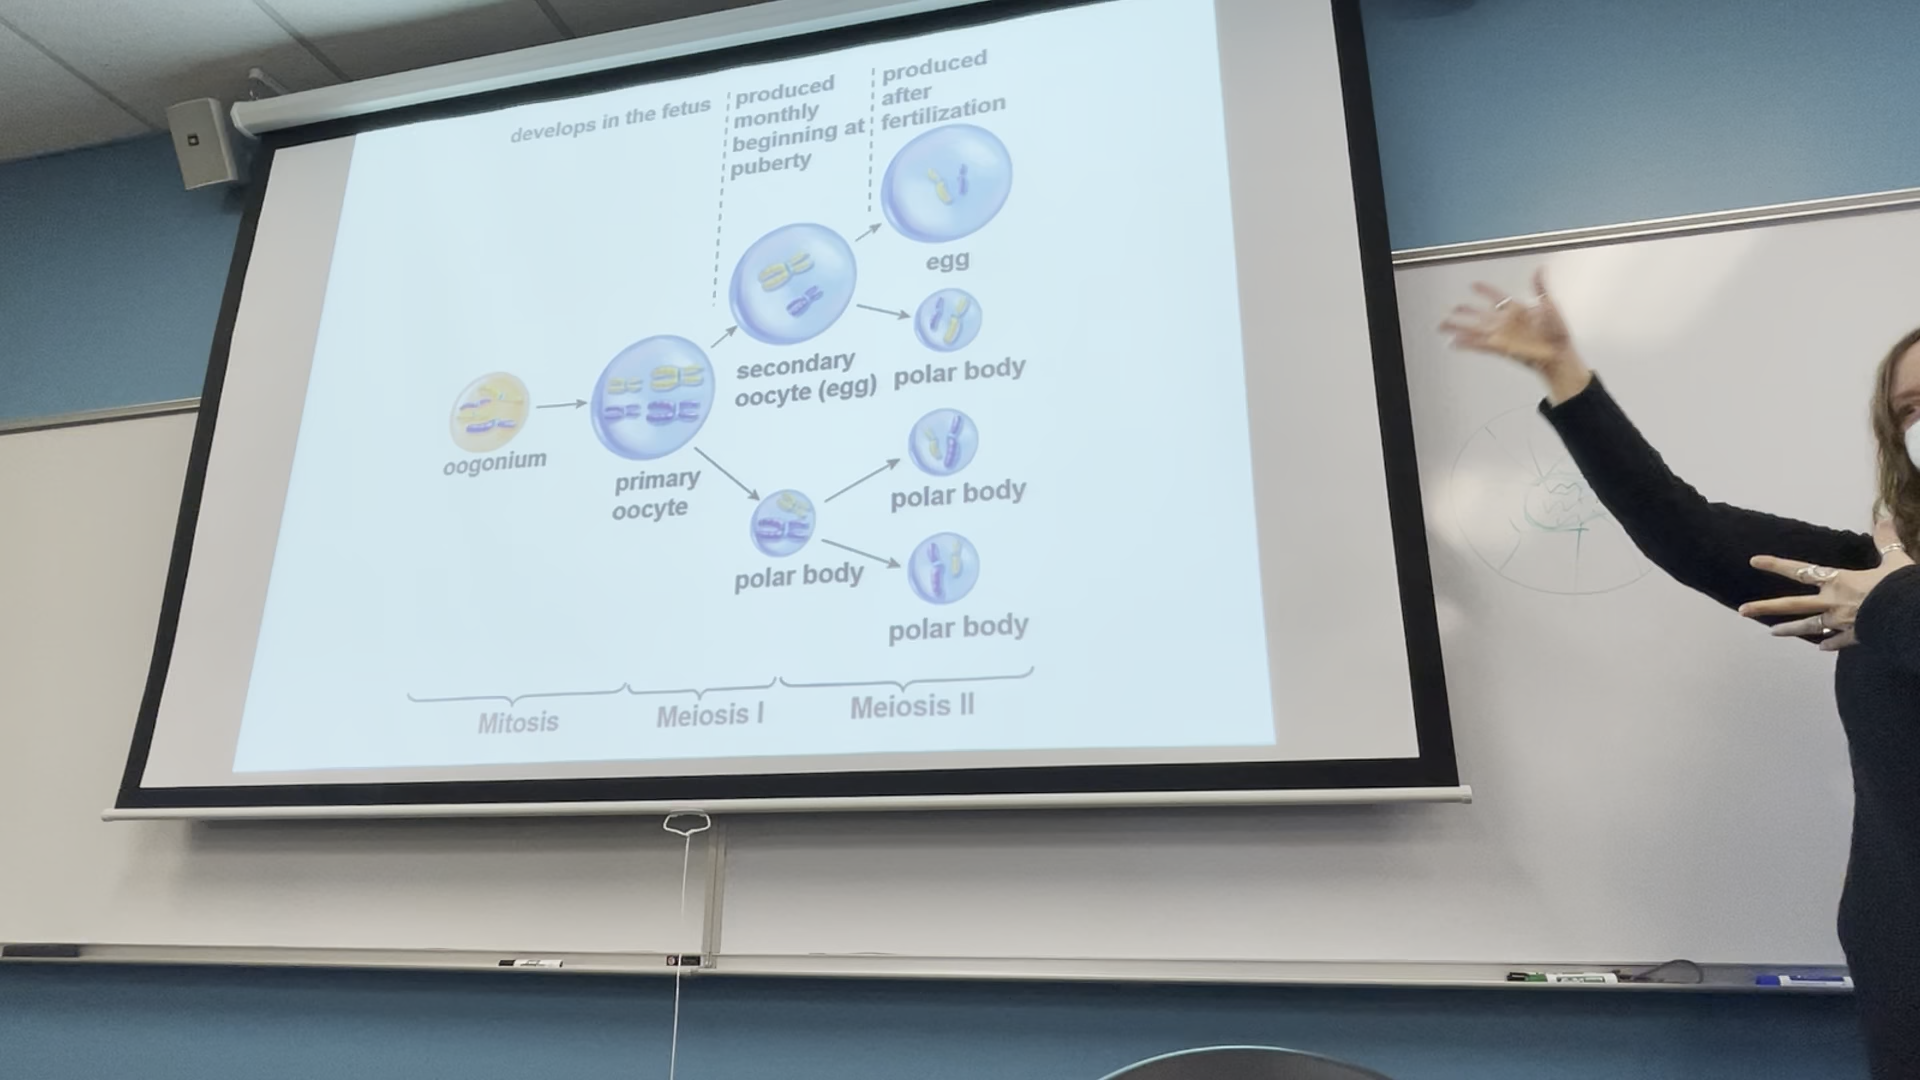 develops in the fetus
produced
monthly
beginning at
puberty
produced
after
fertilization
egg
secondary
oocyte (egg)
polar body
oogonium
primary
oocyte
polar body
polar body
polar body
Mitosis
Meiosis I
Meiosis II